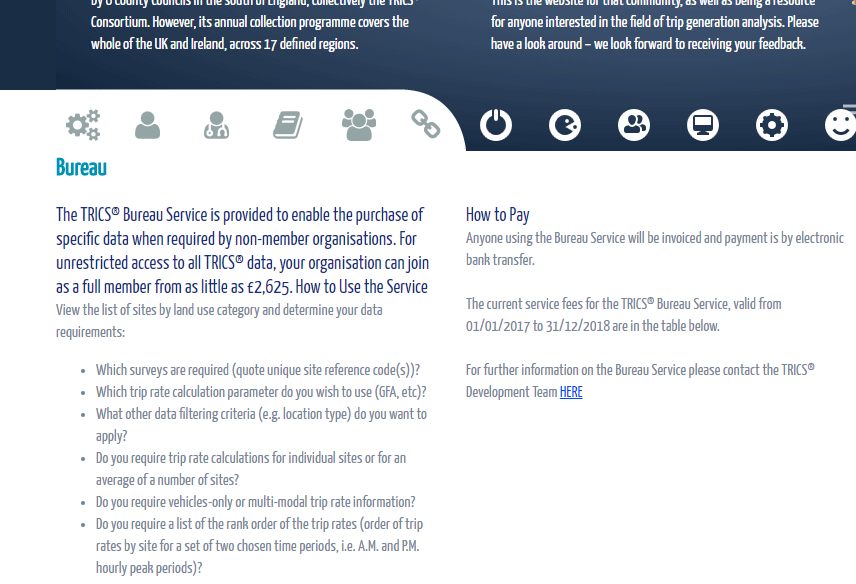 by 6 county councils in the south of England, collectively the TRICS®
Consortium. However, its annual collection programme covers the
whole of the UK and Ireland, across 17 defined regions.
This is the website for that community, as well as being a resource
for anyone interested in the field of trip generation analysis. Please
have a look around – we look forward to receiving your feedback.
Bureau
The TRICS® Bureau Service is provided to enable the purchase of
specific data when required by non-member organisations. For
unrestricted access to all TRICS® data, your organisation can join
as a full member from as little as £2,625. How to Use the Service
View the list of sites by land use category and determine your data
requirements:
• Which surveys are required (quote unique site reference code(s))?
• Which trip rate calculation parameter do you wish to use (GFA, etc)?
• What other data filtering criteria (e.g. location type) do you want to
apply?
• Do you require trip rate calculations for individual sites or for an
average of a number of sites?
• Do you require vehicles-only or multi-modal trip rate information?
• Do you require a list of the rank order of the trip rates (order of trip
rates by site for a set of two chosen time periods, i.e. A.M. and P.M.
hourly peak periods)?
How to Pay
Anyone using the Bureau Service will be invoiced and payment is by electronic
bank transfer.
The current service fees for the TRICS® Bureau Service, valid from
01/01/2017 to 31/12/2018 are in the table below.
For further information on the Bureau Service please contact the TRICS®
Development Team HERE